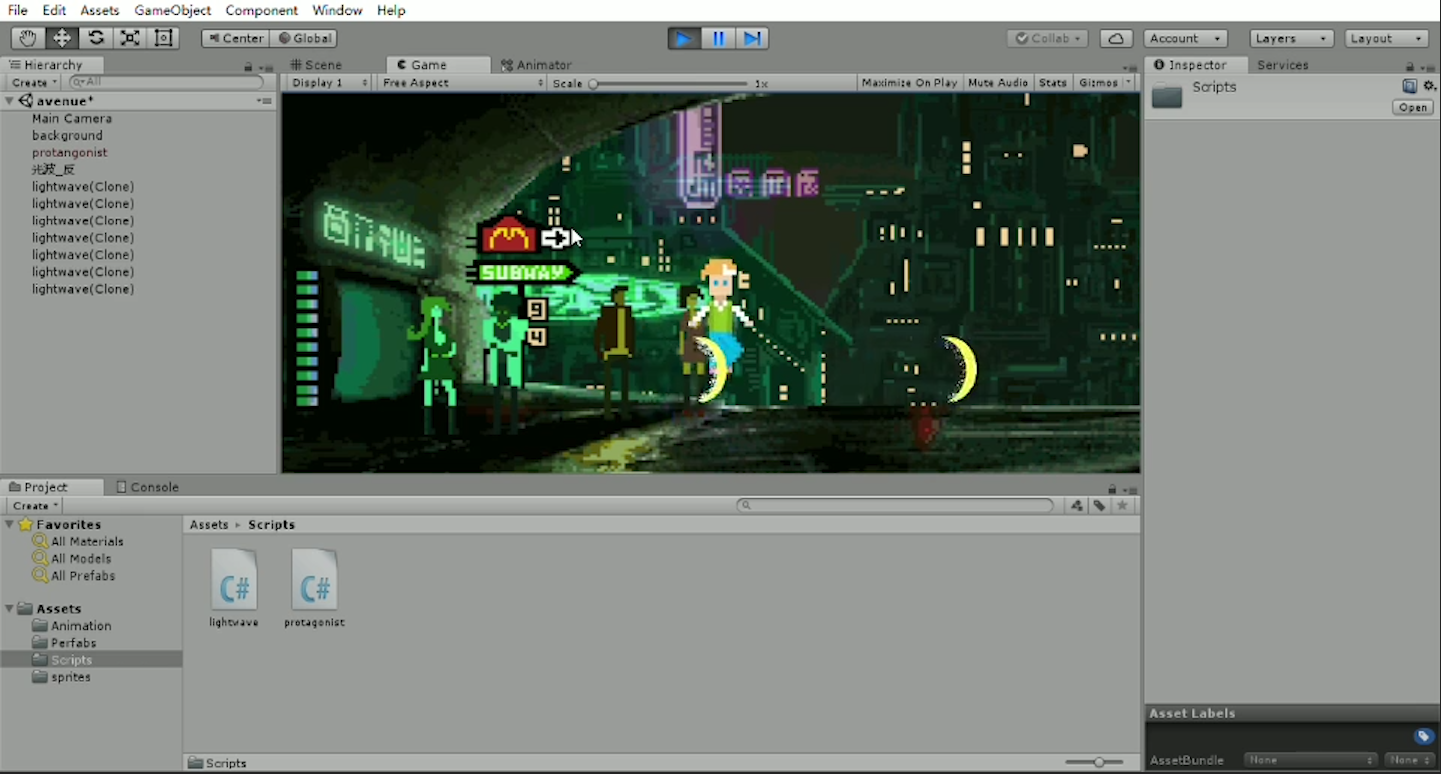 File Edit Assets GameObject Component Window Help
Center Global Collab Account Layers Layout
Hierarchy
Create All
avenue*
Main Camera
background
protangonist
光波_反
lightwave(Clone)
lightwave(Clone)
lightwave(Clone)
lightwave(Clone)
lightwave(Clone)
lightwave(Clone)
lightwave(Clone)
Scene Game Animator
Display 1 Free Aspect Scale 1x Maximize On Play Mute Audio Stats Gizmos
SUBWAY
Inspector Services
Scripts
Open
Project Console
Create
Favorites
All Materials
All Models
All Prefabs
Assets
Animation
Perfabs
Scripts
sprites
Assets Scripts
C# C#
lightwave protagonist
Scripts
Asset Labels
AssetBundle None None